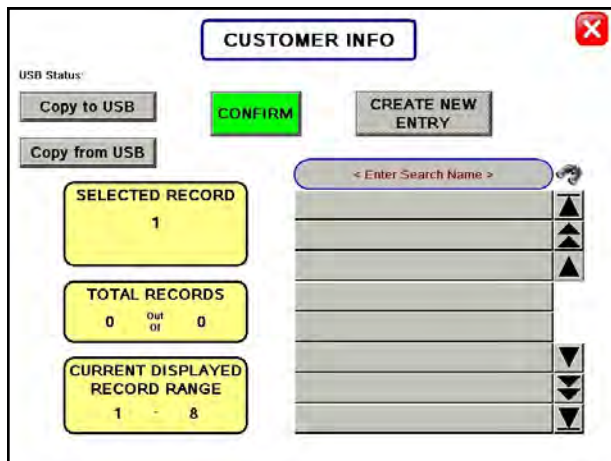 CUSTOMER INFO
USB Status:
Copy to USB
CONFIRM
CREATE NEW
ENTRY
Copy from USB
< Enter Search Name >
SELECTED RECORD
1
TOTAL RECORDS
0 Out Of 0
CURRENT DISPLAYED
RECORD RANGE
1 - 8